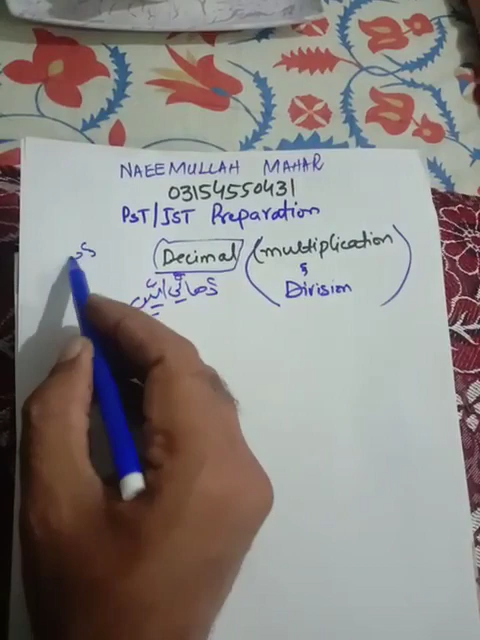 NAEEMULLAH MAHAR
03154550431
PST/JST Preparation
Decimal (multiplication
&
Division)